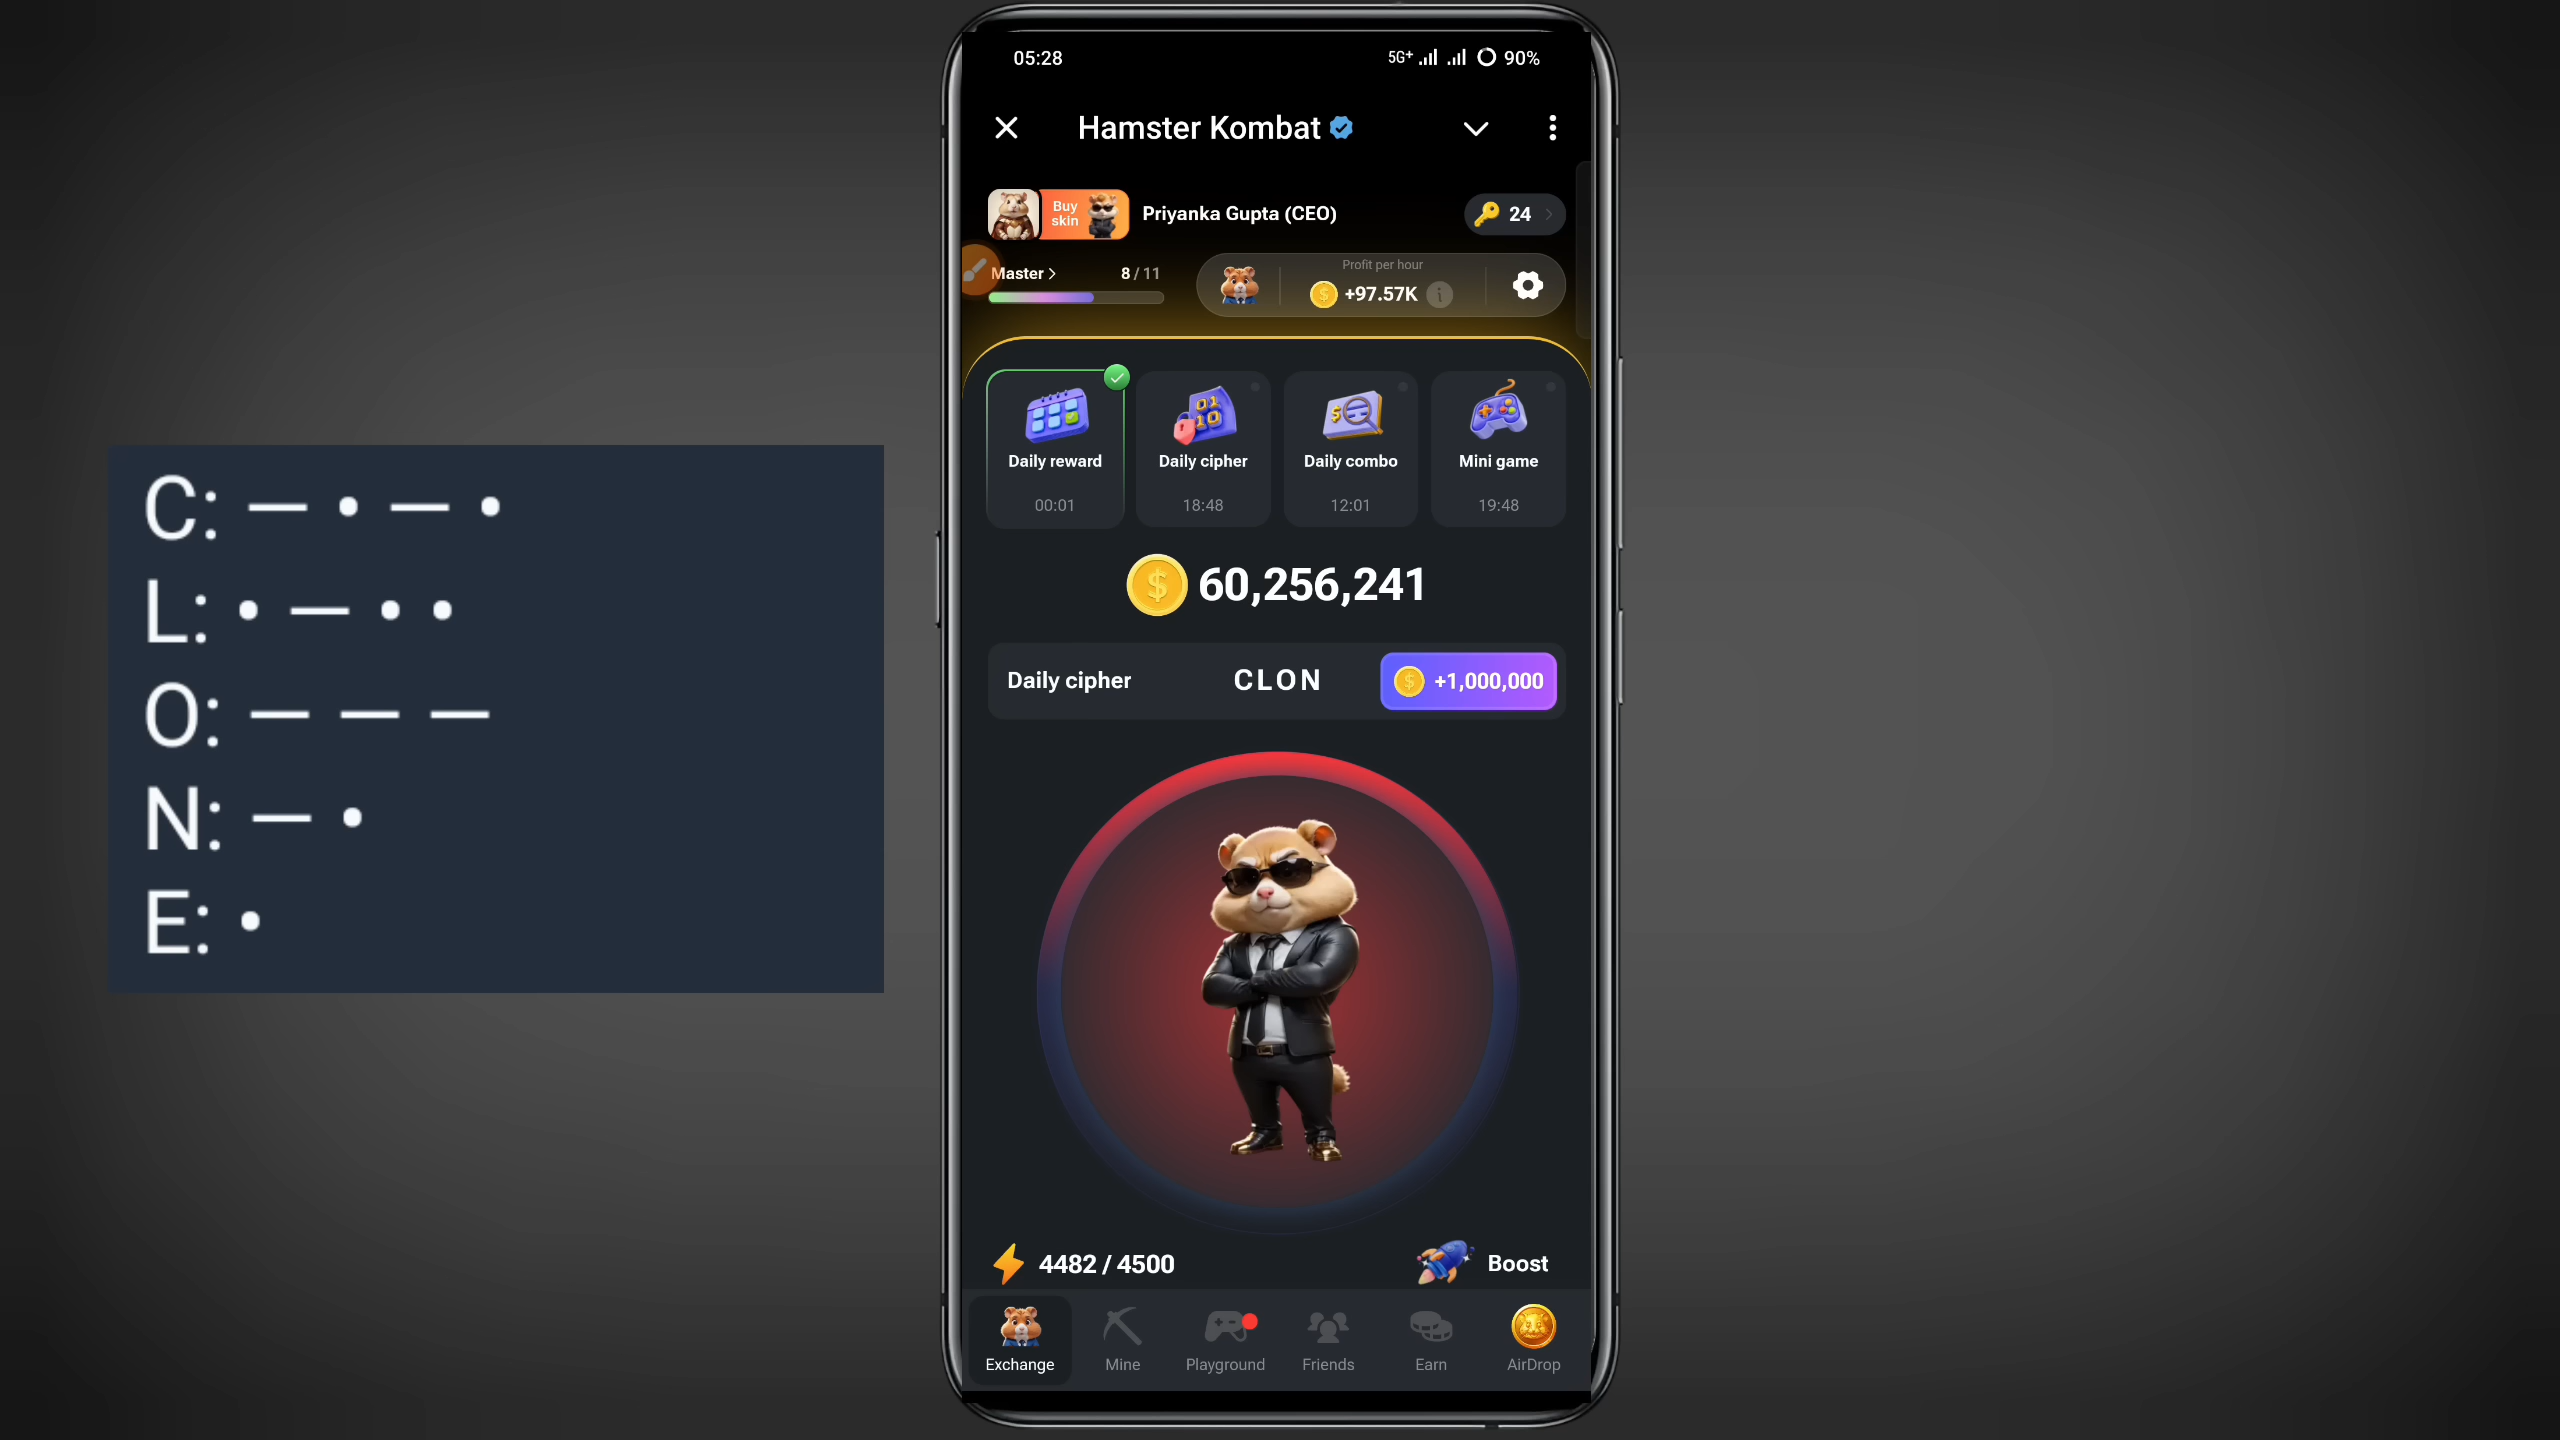 C: — • — •
L: • — • •
O: — — —
N: — •
E: •
05:28
5G+ 90%
Hamster Kombat
Buy skin
Priyanka Gupta (CEO)
24
Master >
8 / 11
Profit per hour
+97.57K
Daily reward
00:01
Daily cipher
18:48
Daily combo
12:01
Mini game
19:48
60,256,241
Daily cipher CLON +1,000,000
4482 / 4500
Boost
Exchange Mine Playground Friends Earn AirDrop